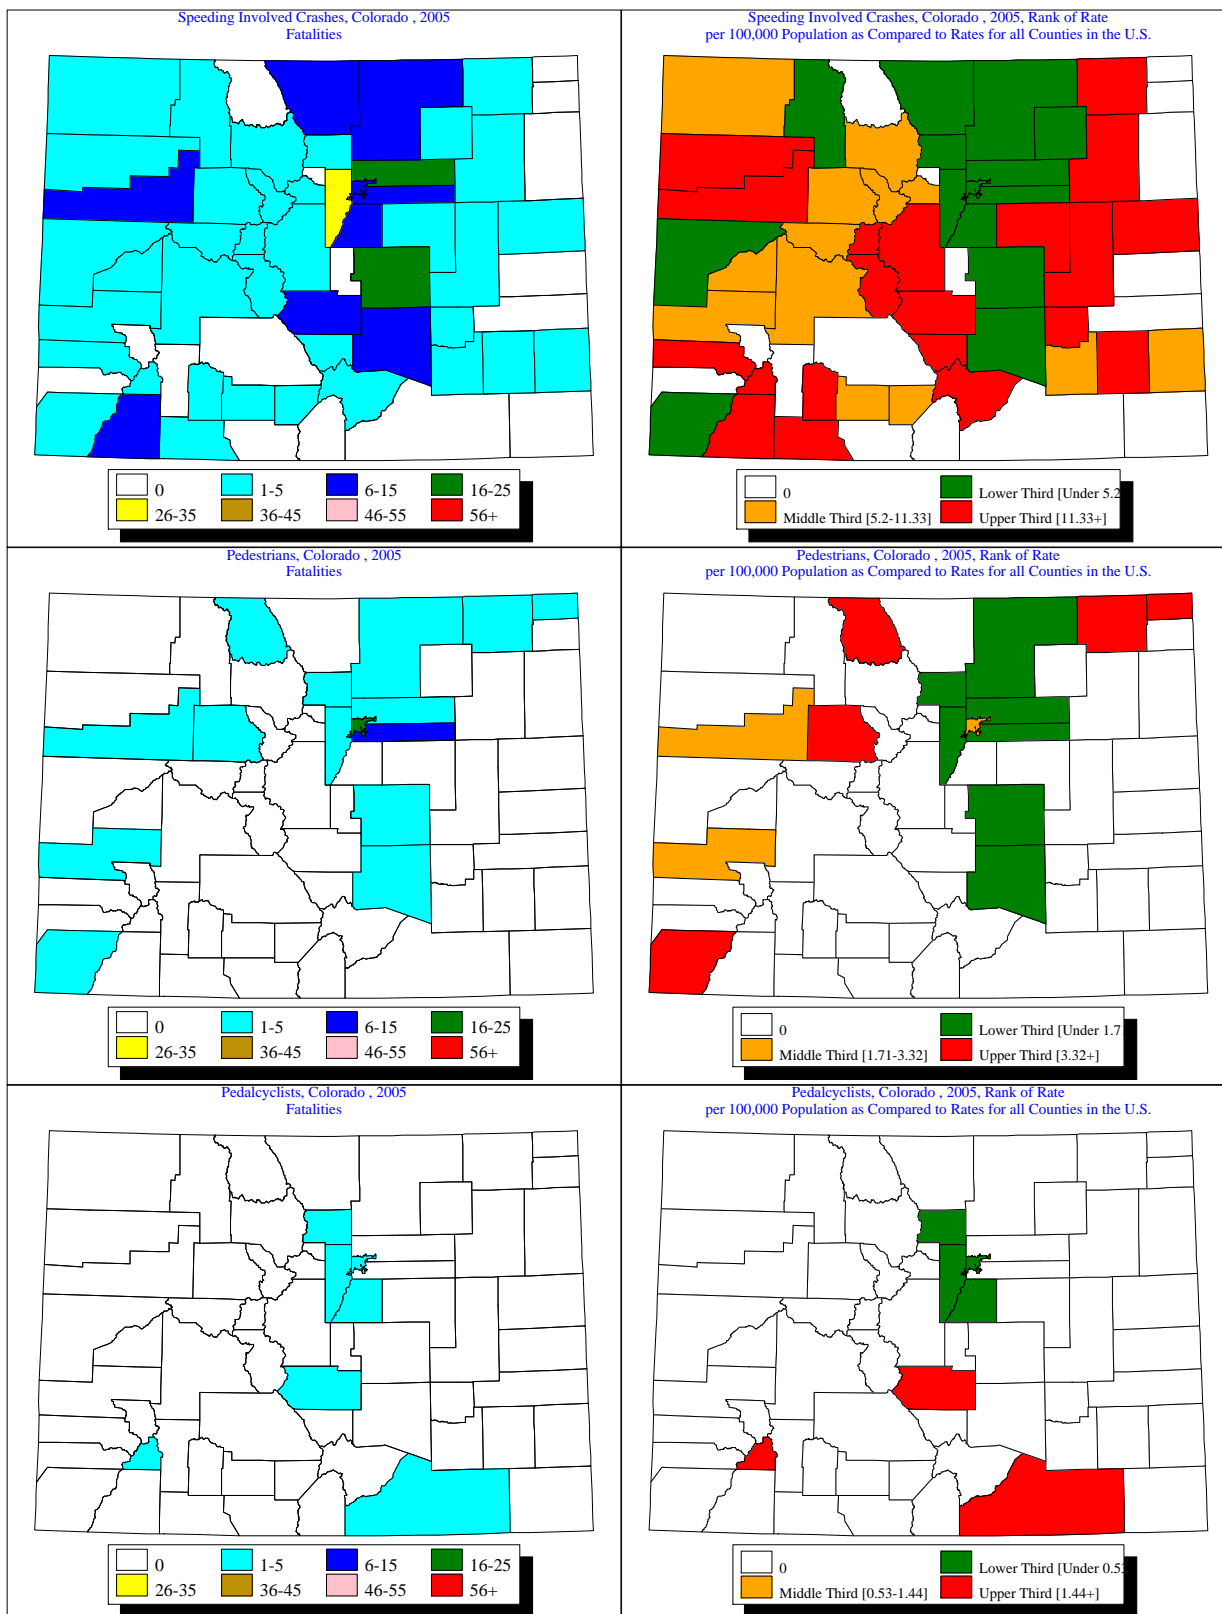 Speeding Involved Crashes, Colorado , 2005
Fatalities
0
1-5
6-15
16-25
26-35
36-45
46-55
56+
Speeding Involved Crashes, Colorado , 2005, Rank of Rate
per 100,000 Population as Compared to Rates for all Counties in the U.S.
0
Lower Third [Under 5.2
Middle Third [5.2-11.33]
Upper Third [11.33+]
Pedestrians, Colorado , 2005
Fatalities
0
1-5
6-15
16-25
26-35
36-45
46-55
56+
Pedestrians, Colorado , 2005, Rank of Rate
per 100,000 Population as Compared to Rates for all Counties in the U.S.
0
Lower Third [Under 1.71
Middle Third [1.71-3.32]
Upper Third [3.32+]
Pedalcyclists, Colorado , 2005
Fatalities
0
1-5
6-15
16-25
26-35
36-45
46-55
56+
Pedalcyclists, Colorado , 2005, Rank of Rate
per 100,000 Population as Compared to Rates for all Counties in the U.S.
0
Lower Third [Under 0.53
Middle Third [0.53-1.44]
Upper Third [1.44+]